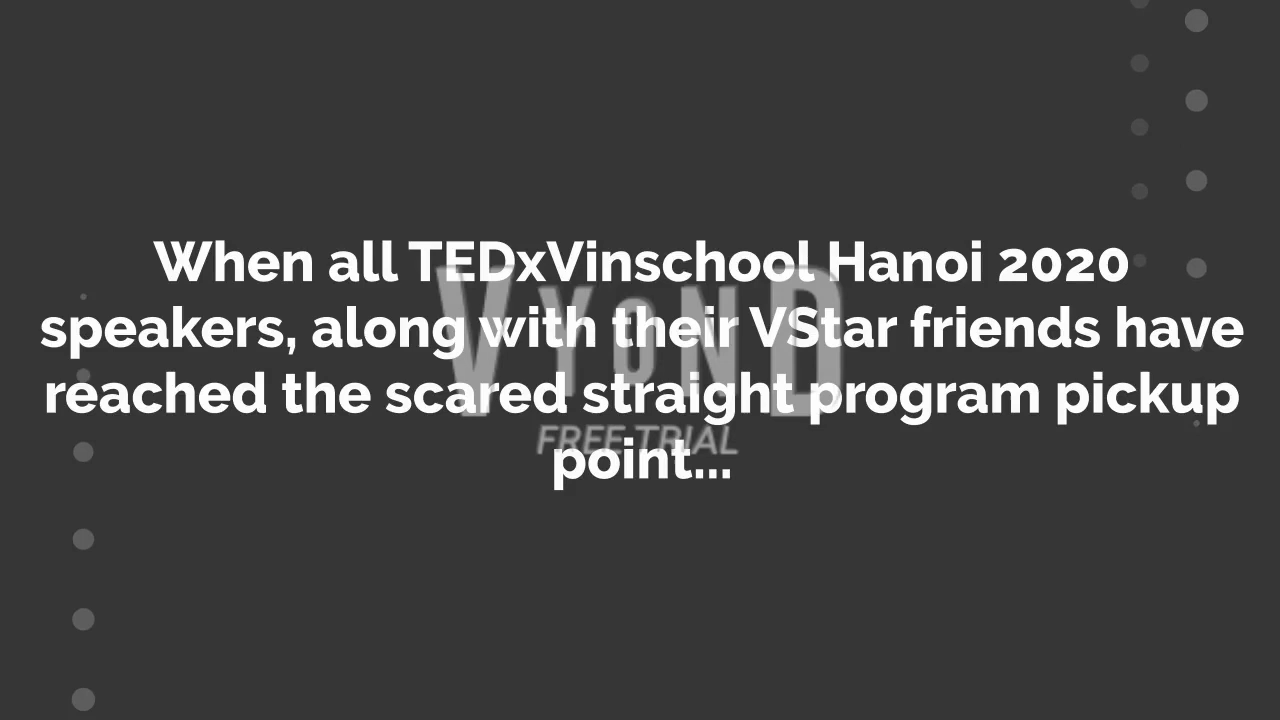 When all TEDxVinschool Hanoi 2020
speakers, along with their VStar friends have
reached the scared straight program pickup
point...
VYOND
FREE TRIAL